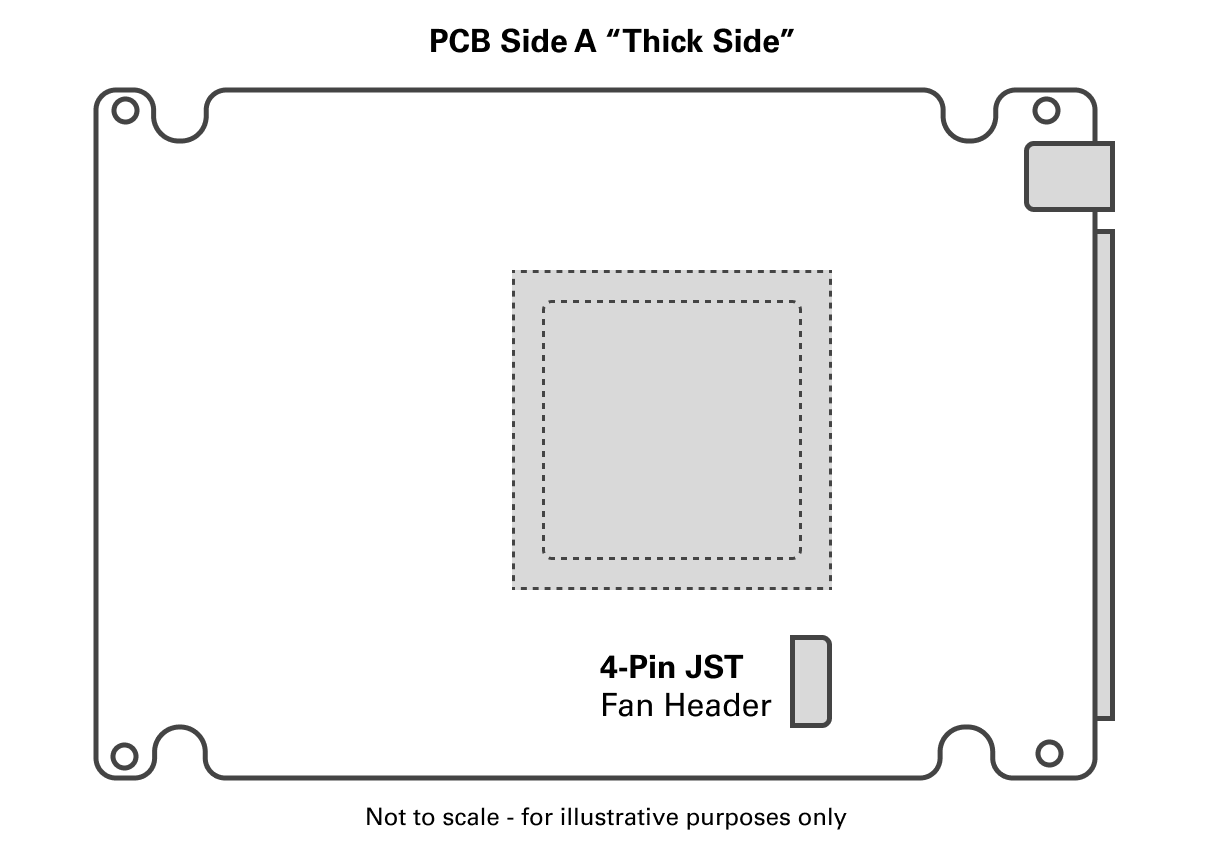 PCB Side A “Thick Side”
4-Pin JST
Fan Header
Not to scale - for illustrative purposes only